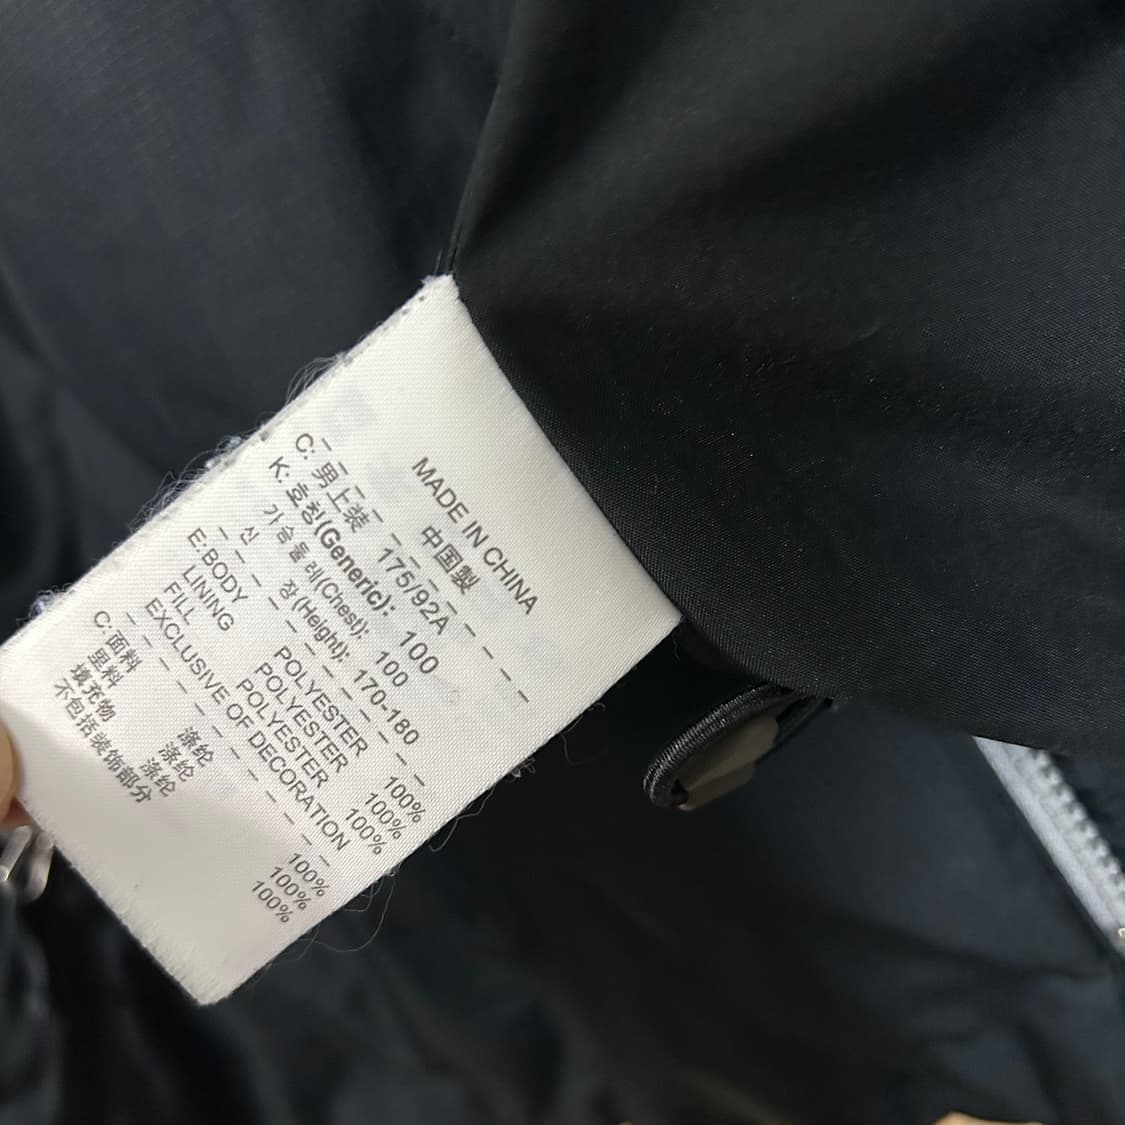 MADE IN CHINA
中国製
C: 男上装 175/92A
K: 호칭(Generic): 100
가슴둘레(Chest): 100
신 장(Height): 170-180
E:BODY POLYESTER 100%
LINING POLYESTER 100%
FILL POLYESTER 100%
EXCLUSIVE OF DECORATION
C: 面料 涤纶 100%
里料 涤纶 100%
填充物 涤纶 100%
不包括装饰部分